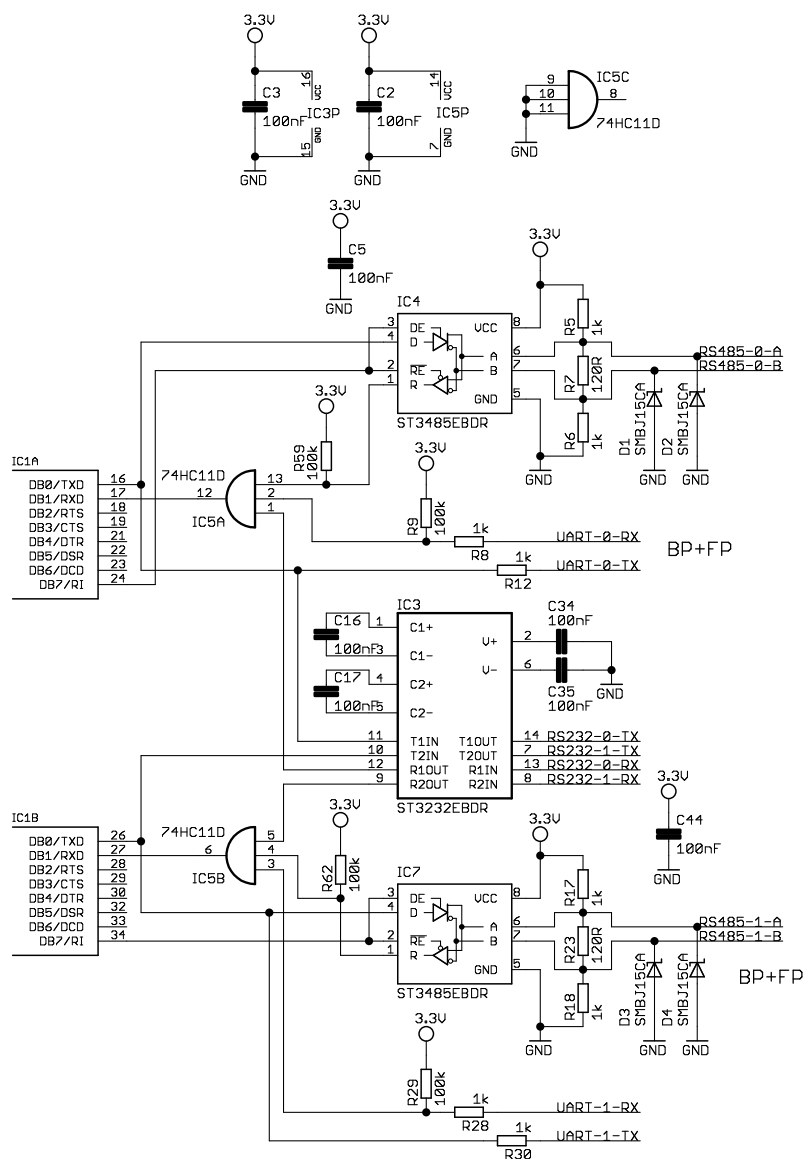 3.3V 3.3V
C3 16 VCC IC3P 100nF GND 15
C2 14 VCC IC5P 100nF GND 7
GND GND
IC5C
9
10 8
11
74HC11D
GND
3.3V
C5
100nF
GND
3.3V
IC4
3 DE VCC 8
4 D
A 6
2 RE B 7
1 R
GND 5
ST3485EBDR
R5 1k
R7 120R
R6 1k
GND
RS485-0-A
RS485-0-B
D1 SMBJ15CA
D2 SMBJ15CA
GND GND
3.3V
R59 100k
3.3V
R9 100k
IC1A
DB0/TXD 16
DB1/RXD 17
DB2/RTS 18
DB3/CTS 19
DB4/DTR 21
DB5/DSR 22
DB6/DCD 23
DB7/RI 24
74HC11D
12 13
2
1
IC5A
1k UART-0-RX
R8
1k UART-0-TX
R12
BP+FP
IC3
C16 1 C1+
100nF 3 C1-
C17 4 C2+
100nF 5 C2-
V+ 2
V- 6
C34
100nF
C35
100nF
GND
11 T1IN T1OUT 14 RS232-0-TX
10 T2IN T2OUT 7 RS232-1-TX
12 R1OUT R1IN 13 RS232-0-RX
9 R2OUT R2IN 8 RS232-1-RX
ST3232EBDR
3.3V
C44
100nF
GND
IC1B
DB0/TXD 26
DB1/RXD 27
DB2/RTS 28
DB3/CTS 29
DB4/DTR 30
DB5/DSR 32
DB6/DCD 33
DB7/RI 34
74HC11D
5
6 4
3
IC5B
3.3V
R62 100k
3.3V
IC7
3 DE VCC 8
4 D
A 6
2 RE B 7
1 R
GND 5
ST3485EBDR
R17 1k
R23 120R
R18 1k
GND
RS485-1-A
RS485-1-B
D3 SMBJ15CA
D4 SMBJ15CA
GND GND
BP+FP
3.3V
R29 100k
1k UART-1-RX
R28
1k UART-1-TX
R30